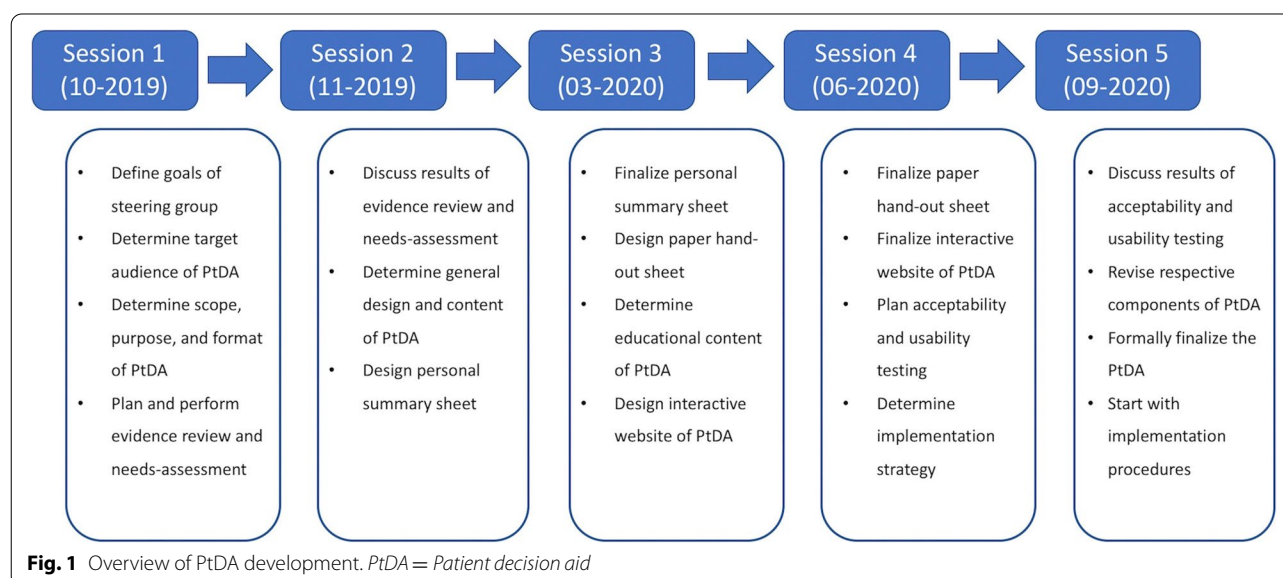 Session 1
(10-2019)
Session 2
(11-2019)
Session 3
(03-2020)
Session 4
(06-2020)
Session 5
(09-2020)
• Define goals of
steering group
• Determine target
audience of PtDA
• Determine scope,
purpose, and format
of PtDA
• Plan and perform
evidence review and
needs-assessment
• Discuss results of
evidence review and
needs-assessment
• Determine general
design and content
of PtDA
• Design personal
summary sheet
• Finalize personal
summary sheet
• Design paper hand-
out sheet
• Determine
educational content
of PtDA
• Design interactive
website of PtDA
• Finalize paper
hand-out sheet
• Finalize interactive
website of PtDA
• Plan acceptability
and usability
testing
• Determine
implementation
strategy
• Discuss results of
acceptability and
usability testing
• Revise respective
components of PtDA
• Formally finalize the
PtDA
• Start with
implementation
procedures
Fig. 1 Overview of PtDA development. PtDA = Patient decision aid